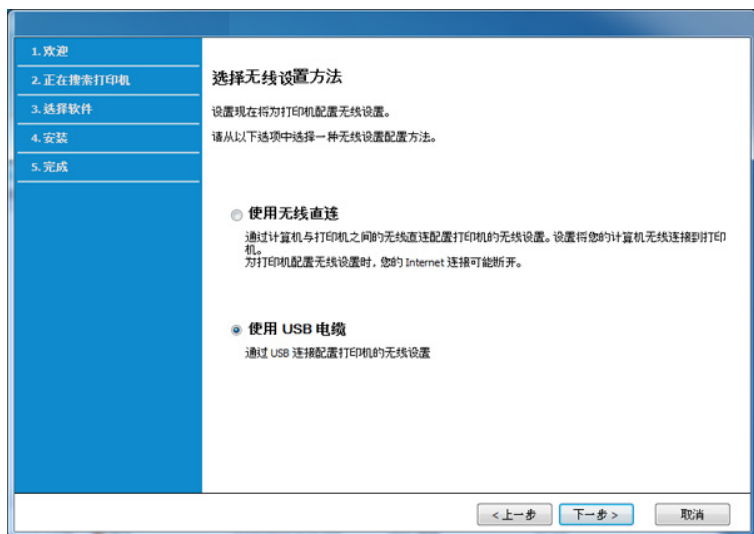 1. 欢迎
2. 正在搜索打印机
3. 选择软件
4. 安装
5. 完成
选择无线设置方法
设置现在将为打印机配置无线设置。
请从以下选项中选择一种无线设置配置方法。
使用无线直连
通过计算机与打印机之间的无线直连配置打印机的无线设置。设置将您的计算机无线连接到打印
机。
为打印机配置无线设置时，您的 Internet 连接可能断开。
使用 USB 电缆
通过 USB 连接配置打印机的无线设置
<上一步
下一步>
取消